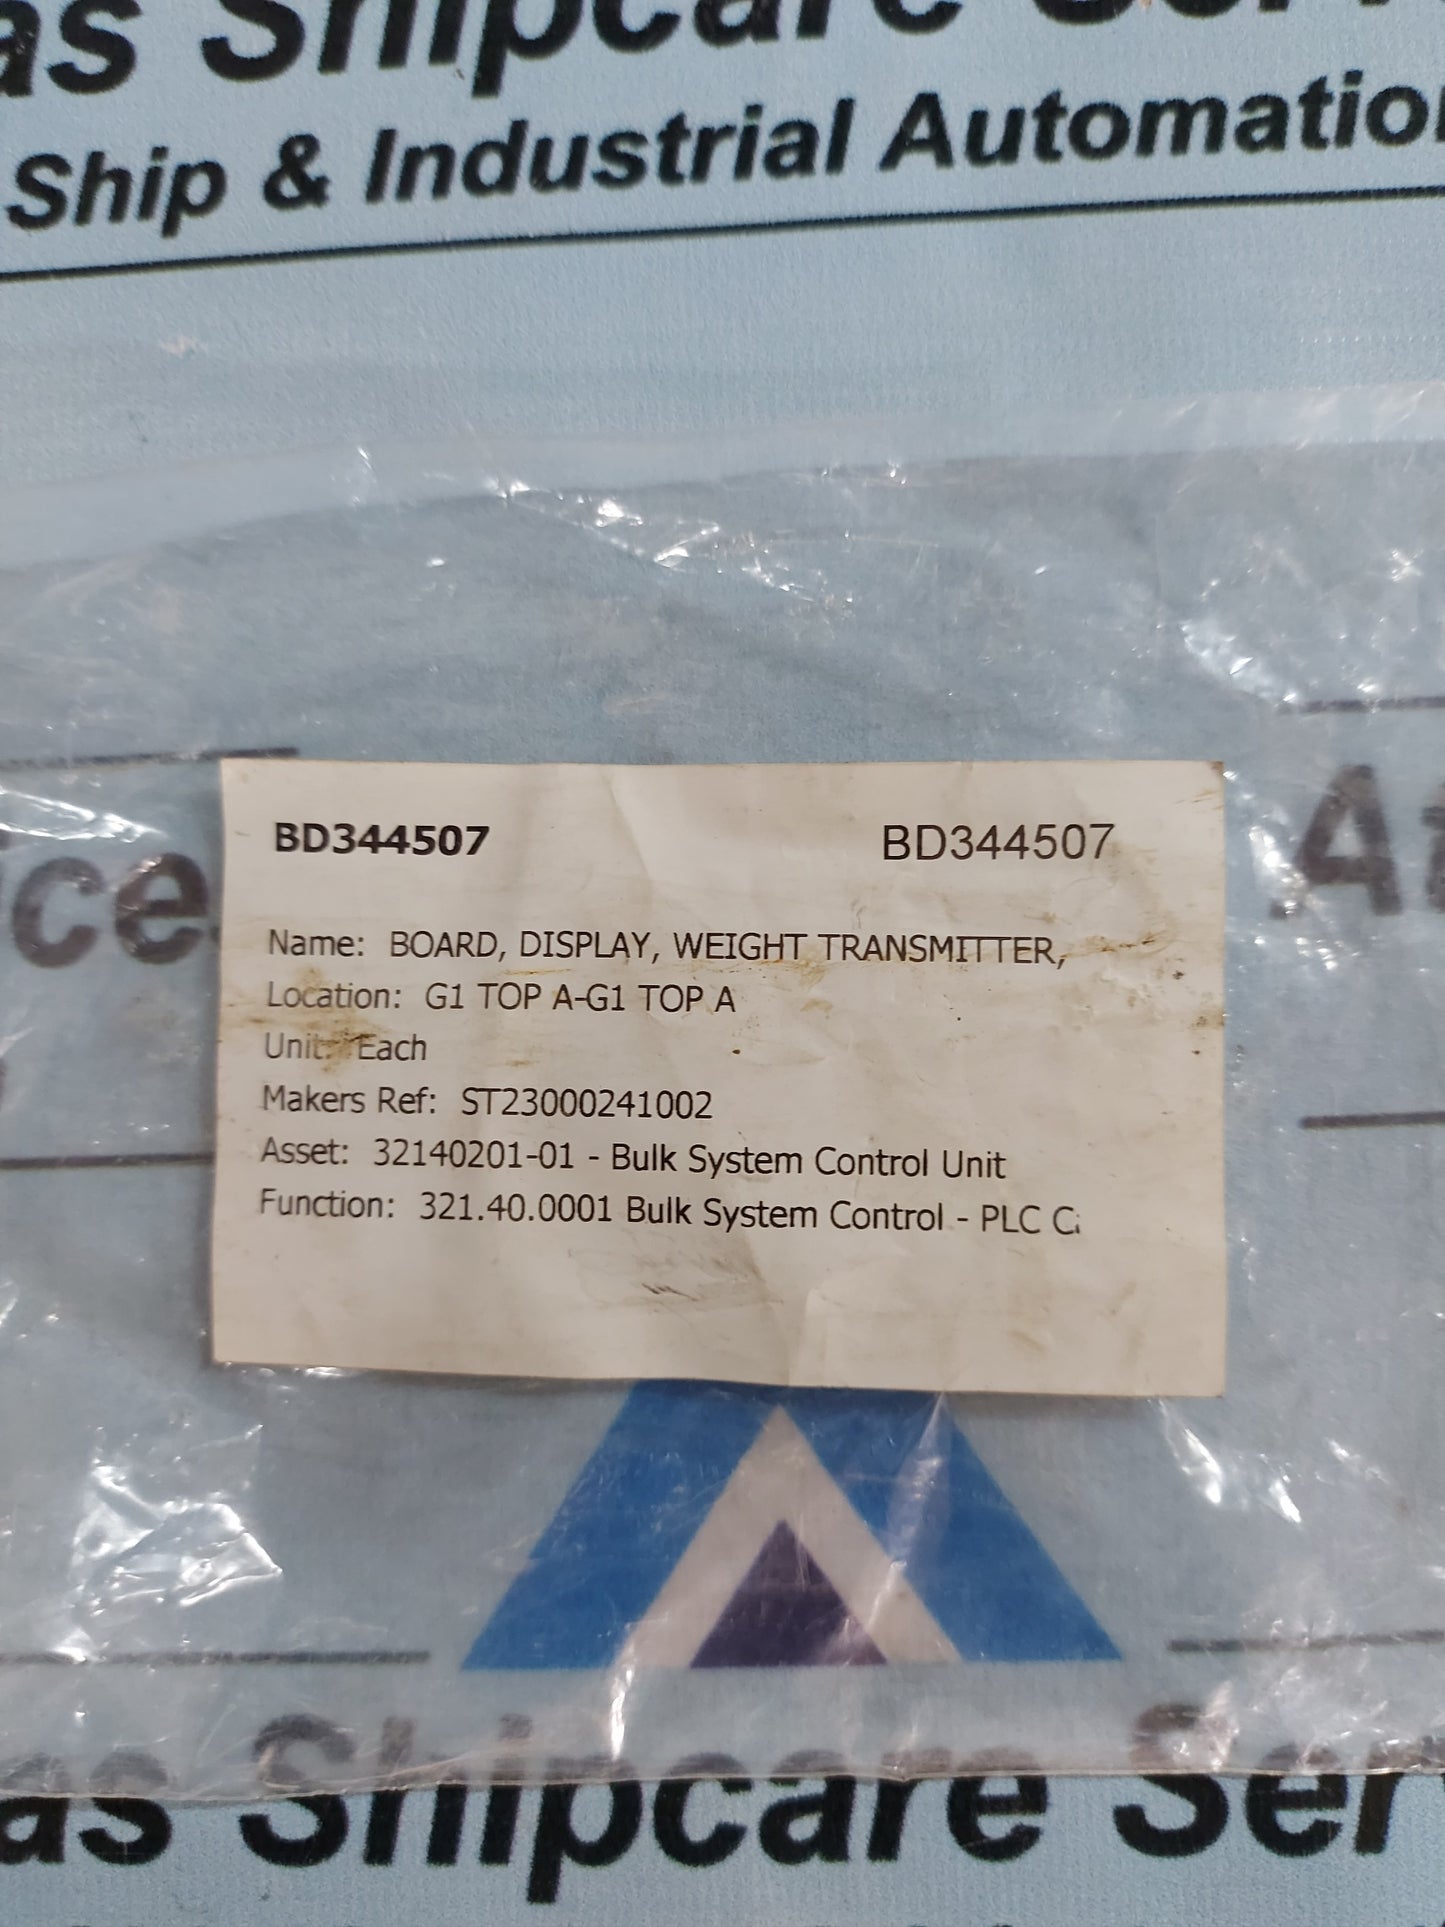 as Shipcare Serv
Ship & Industrial Automation
BD344507 BD344507
Name: BOARD, DISPLAY, WEIGHT TRANSMITTER,
Location: G1 TOP A-G1 TOP A
Unit: Each
Makers Ref: ST23000241002
Asset: 32140201-01 - Bulk System Control Unit
Function: 321.40.0001 Bulk System Control - PLC
ces
as Shipcare Ser